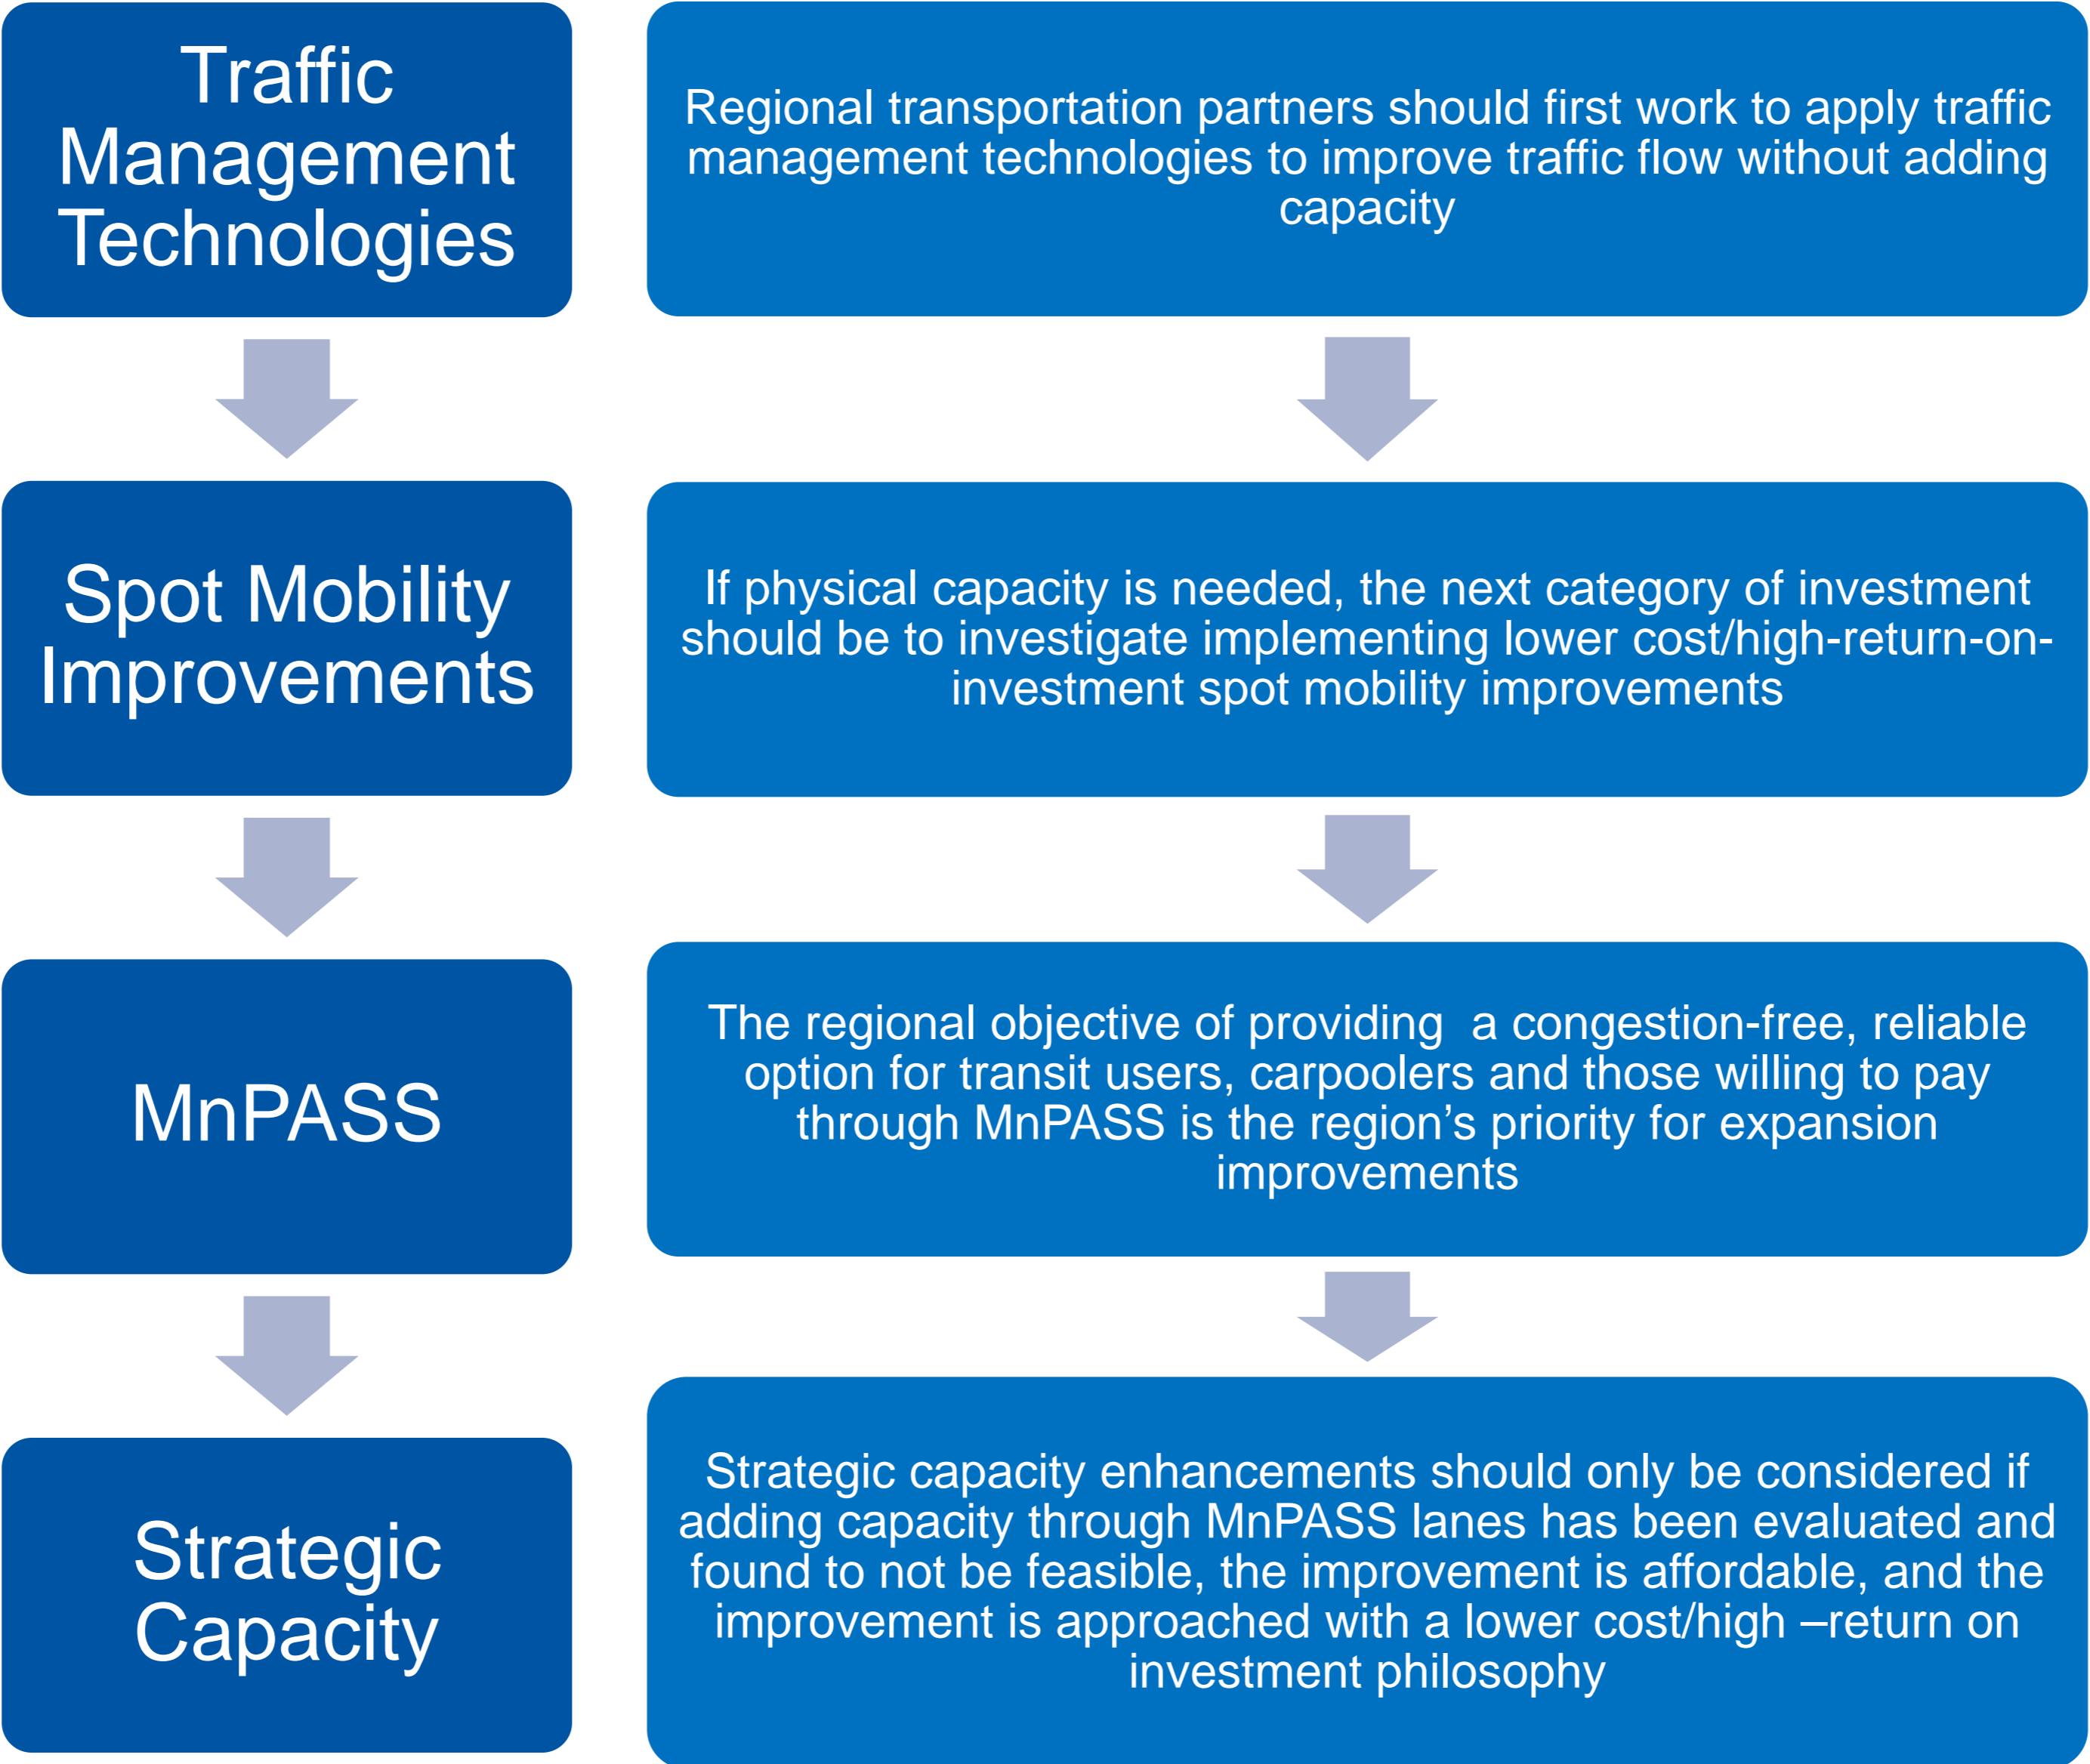 Traffic
Management
Technologies
Regional transportation partners should first work to apply traffic
management technologies to improve traffic flow without adding
capacity
Spot Mobility
Improvements
If physical capacity is needed, the next category of investment
should be to investigate implementing lower cost/high-return-on-
investment spot mobility improvements
MnPASS
The regional objective of providing  a congestion-free, reliable
option for transit users, carpoolers and those willing to pay
through MnPASS is the region’s priority for expansion
improvements
Strategic
Capacity
Strategic capacity enhancements should only be considered if
adding capacity through MnPASS lanes has been evaluated and
found to not be feasible, the improvement is affordable, and the
improvement is approached with a lower cost/high –return on
investment philosophy